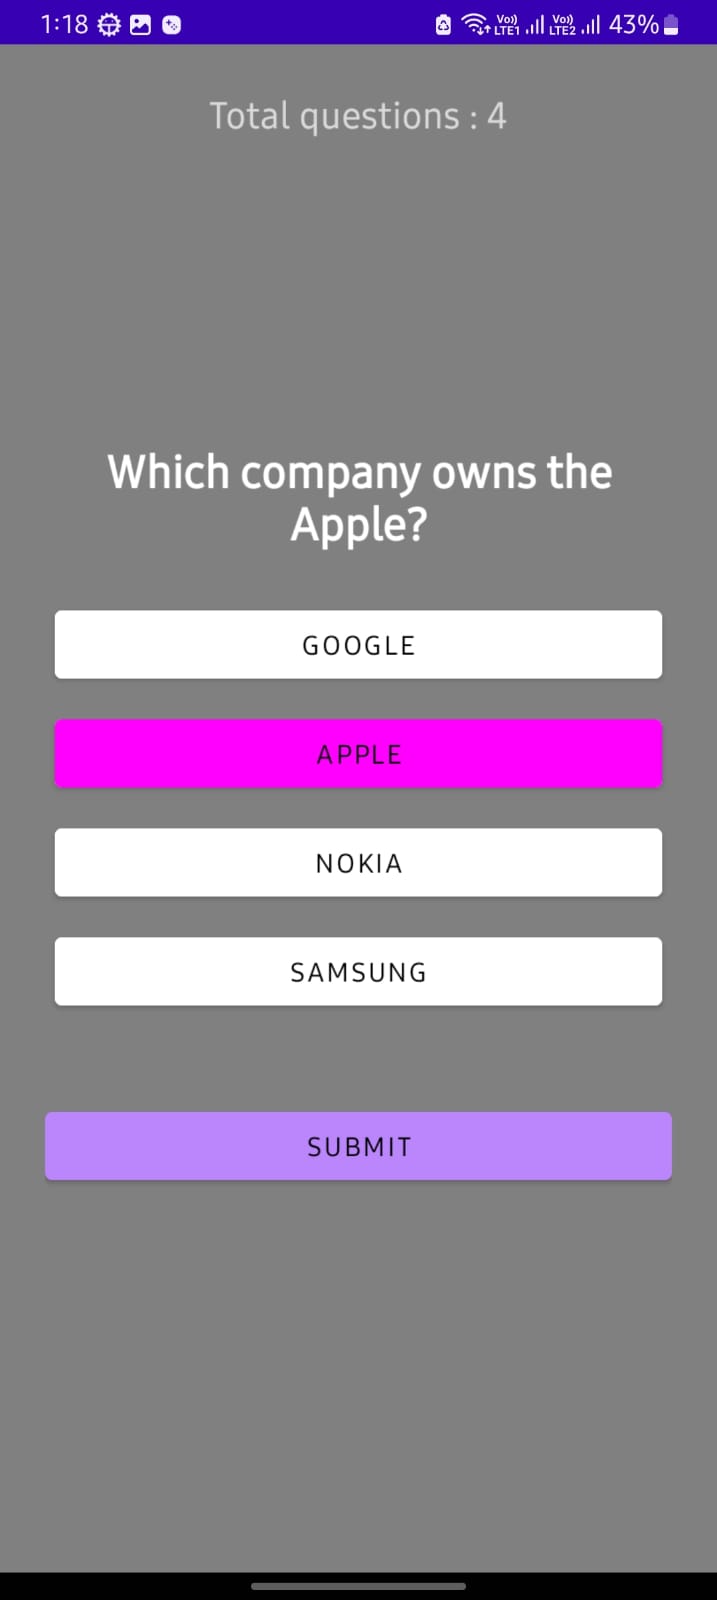 1:18 Vo)) LTE1 Vo)) LTE2 43%
Total questions : 4
Which company owns the
Apple?
GOOGLE
APPLE
NOKIA
SAMSUNG
SUBMIT